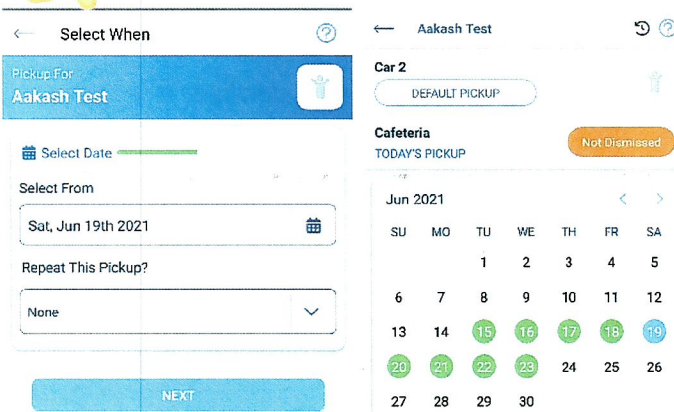 Select When
Pickup For
Aakash Test
Select Date
Select From
Sat, Jun 19th 2021
Repeat This Pickup?
None
NEXT
Aakash Test
Car 2
DEFAULT PICKUP
Cafeteria
TODAY'S PICKUP
Not Dismissed
Jun 2021
SU MO TU WE TH FR SA
1 2 3 4 5
6 7 8 9 10 11 12
13 14 15 16 17 18 19
20 21 22 23 24 25 26
27 28 29 30